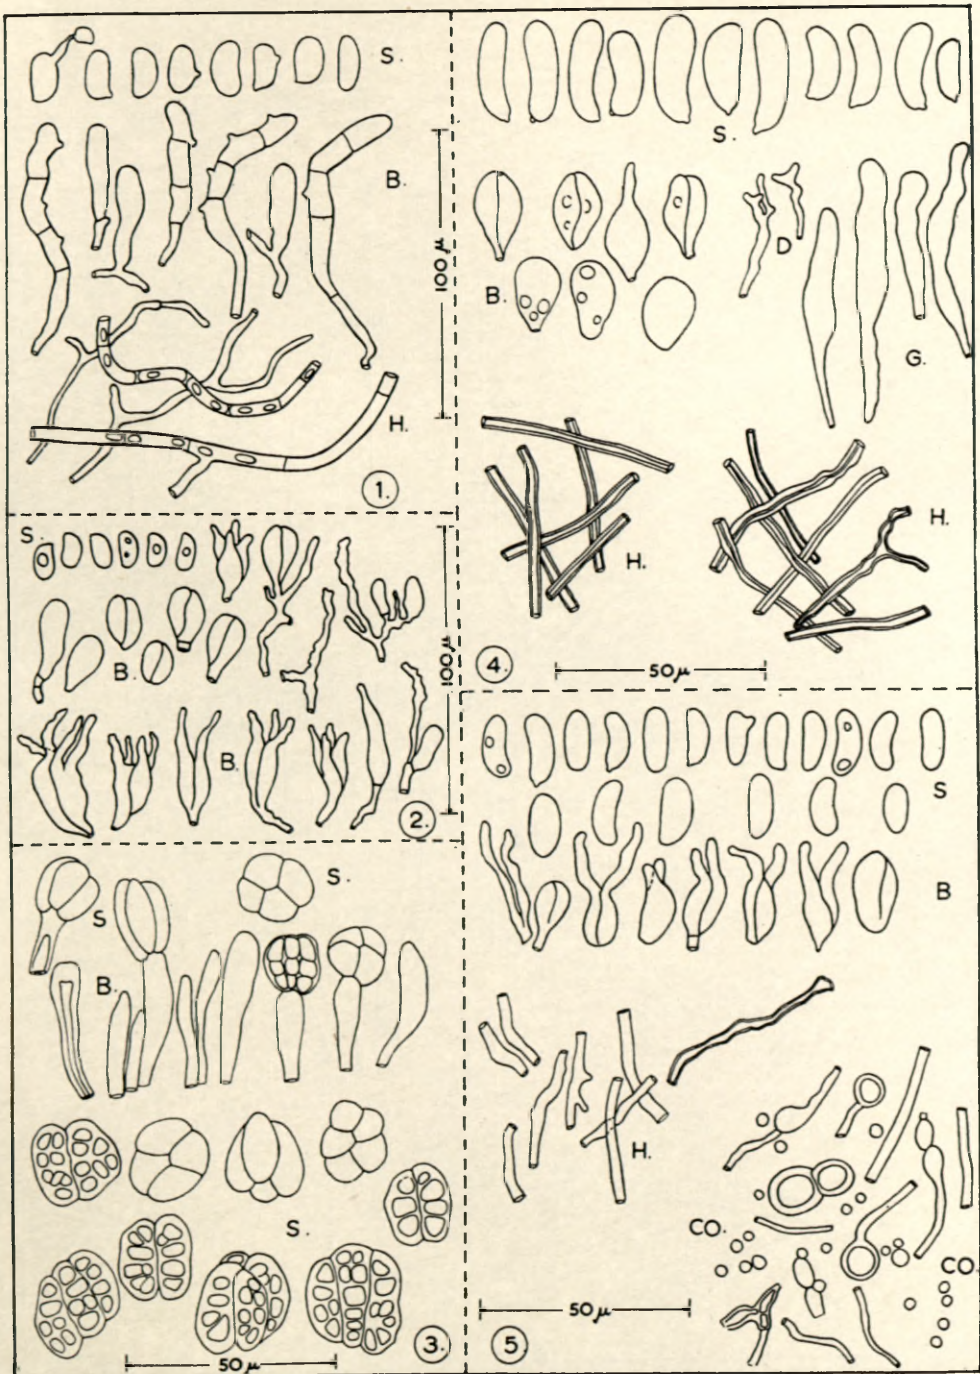 S.
B.
100 μ
H.
1.
S.
B.
B.
100 μ
2.
S.
S.
B.
S.
3.
50 μ
S.
B.
D
G.
H.
H.
50 μ
4.
S
B
H.
CO.
CO.
50 μ
5